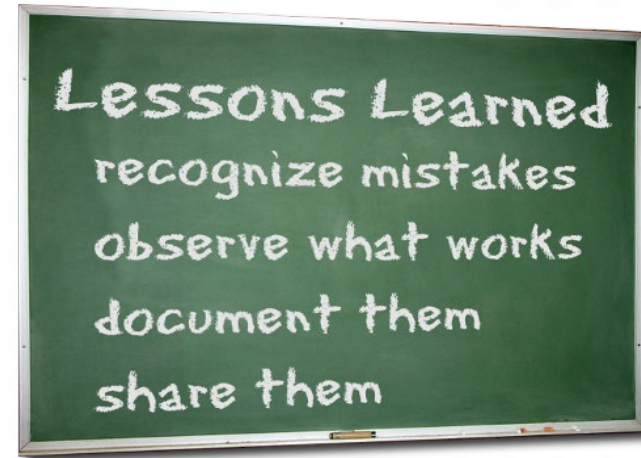 Lessons Learned
recognize mistakes
observe what works
document them
share them